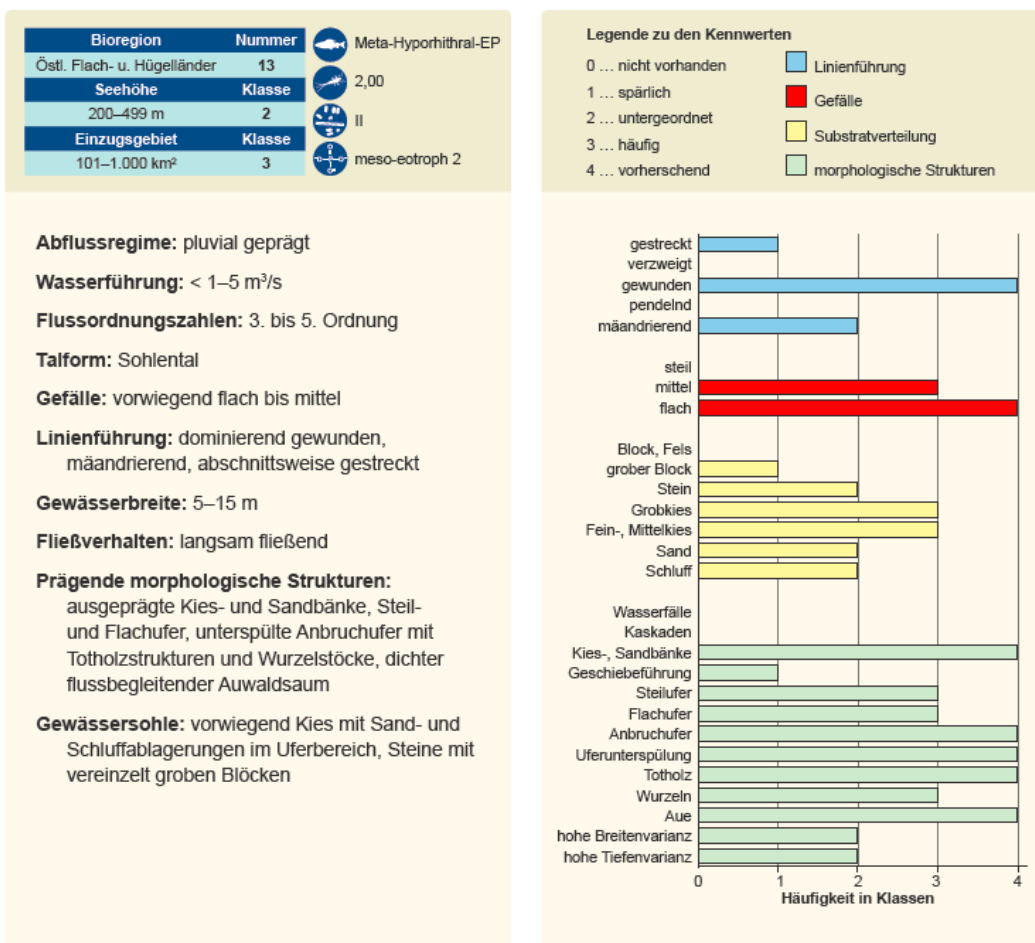 Bioregion Nummer
Östl. Flach- u. Hügelländer 13
Seehöhe Klasse
200–499 m 2
Einzugsgebiet Klasse
101–1.000 km² 3
Meta-Hyporhithral-EP
2,00
II
meso-eotroph 2
Abflussregime: pluvial geprägt
Wasserführung: < 1–5 m³/s
Flussordnungszahlen: 3. bis 5. Ordnung
Talform: Sohlental
Gefälle: vorwiegend flach bis mittel
Linienführung: dominierend gewunden,
mäandrierend, abschnittsweise gestreckt
Gewässerbreite: 5–15 m
Fließverhalten: langsam fließend
Prägende morphologische Strukturen:
ausgeprägte Kies- und Sandbänke, Steil-
und Flachufer, unterspülte Anbruchufer mit
Totholzstrukturen und Wurzelstöcke, dichter
flussbegleitender Auwaldsaum
Gewässersohle: vorwiegend Kies mit Sand- und
Schluffablagerungen im Uferbereich, Steine mit
vereinzelt groben Blöcken
Legende zu den Kennwerten
0 ... nicht vorhanden
1 ... spärlich
2 ... untergeordnet
3 ... häufig
4 ... vorherschend
Linienführung
Gefälle
Substratverteilung
morphologische Strukturen
gestreckt
verzweigt
gewunden
pendelnd
mäandrierend
steil
mittel
flach
Block, Fels
grober Block
Stein
Grobkies
Fein-, Mittelkies
Sand
Schluff
Wasserfälle
Kaskaden
Kies-, Sandbänke
Geschiebeführung
Steilufer
Flachufer
Anbruchufer
Uferunterspülung
Totholz
Wurzeln
Aue
hohe Breitenvarianz
hohe Tiefenvarianz
0 1 2 3 4
Häufigkeit in Klassen